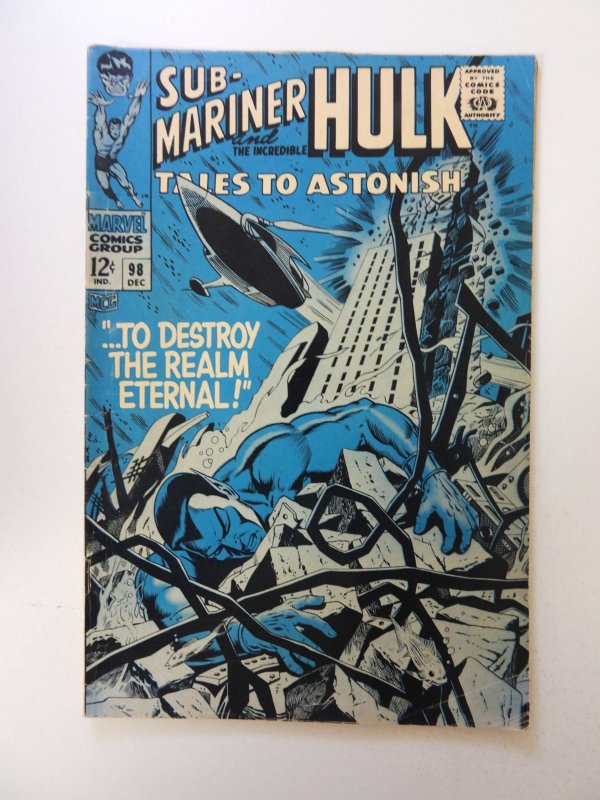 SUB-
MARINER
and
THE INCREDIBLE
HULK
APPROVED
BY THE
COMICS
CODE
AUTHORITY
TALES TO ASTONISH
MARVEL
COMICS
GROUP
12¢
IND.
98
DEC
MCG
"...TO DESTROY
THE REALM
ETERNAL!"